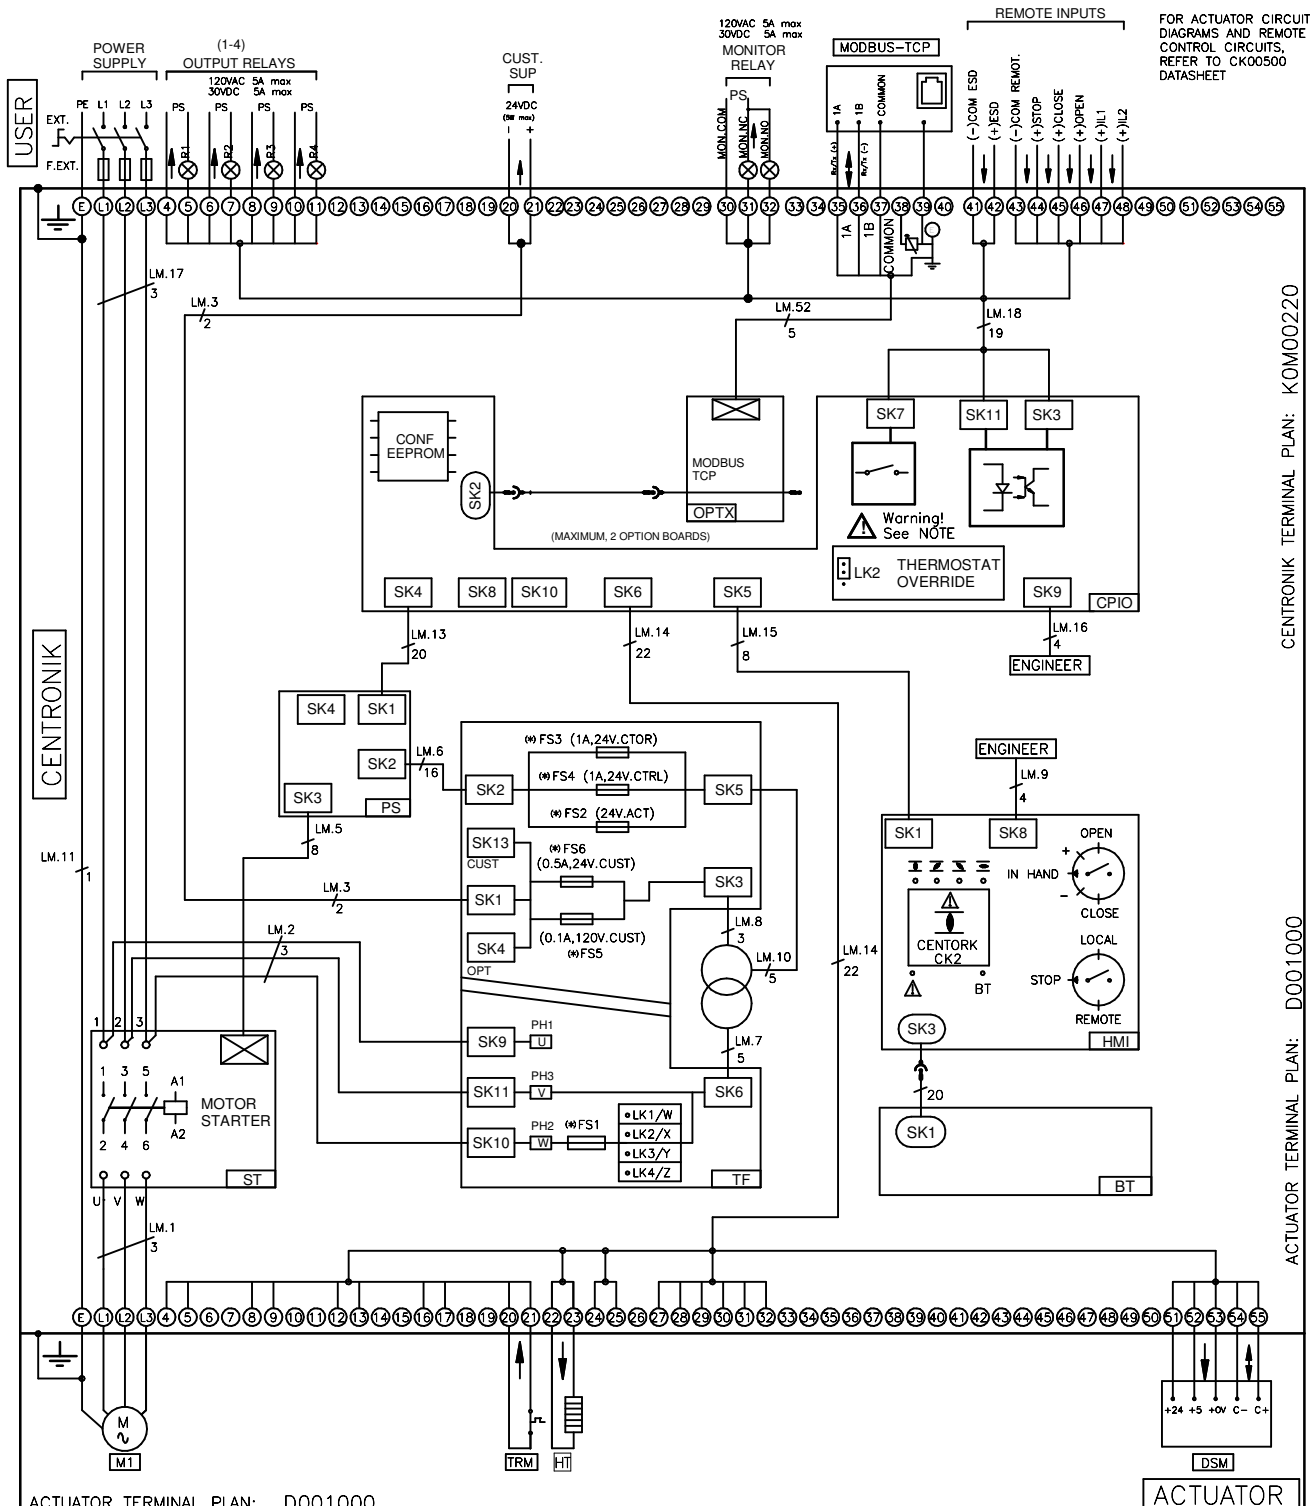 REMOTE INPUTS
FOR ACTUATOR CIRCUIT
DIAGRAMS AND REMOTE
CONTROL CIRCUITS,
REFER TO CK00500
DATASHEET
120VAC 5A max
30VDC 5A max
MONITOR
RELAY
PS
MODBUS-TCP
POWER
SUPPLY
(1-4)
OUTPUT RELAYS
120VAC 5A max
30VDC 5A max
CUST.
SUP
24VDC
(5W max)
- +
USER
EXT.
F.EXT.
PE L1 L2 L3 PS PS PS PS
R1 R2 R3 R4
MON.COM
MON.NC
MON.NO
1A
1B
COMMON
Rx/Tx (+)
Rx/Tx (-)
(-)COM ESD
(+)ESD
(-)COM REMOT.
(+)STOP
(+)CLOSE
(+)OPEN
(+)IL1
(+)IL2
E L1 L2 L3 4 5 6 7 8 9 10 11 12 13 14 15 16 17 18 19 20 21 22 23 24 25 26 27 28 29 30 31 32 33 34 35 36 37 38 39 40 41 42 43 44 45 46 47 48 49 50 51 52 53 54 55
1A
1B
COMMON
LM.17
3
LM.3
2
LM.52
5
LM.18
19
CENTRONIK TERMINAL PLAN: K0M00220
CONF
EEPROM
SK2
MODBUS
TCP
OPTX
(MAXIMUM, 2 OPTION BOARDS)
SK7
SK11
SK3
Warning!
See NOTE
LK2
THERMOSTAT
OVERRIDE
SK4
SK8
SK10
SK6
SK5
SK9
CPIO
LM.13
20
LM.14
22
LM.15
8
LM.16
4
ENGINEER
CENTRONIK
SK4
SK1
SK2
SK3
PS
LM.6
16
LM.5
8
LM.11
1
LM.3
2
LM.2
3
(*)FS3 (1A,24V.CTOR)
(*)FS4 (1A,24V.CTRL)
(*)FS2 (24V.ACT)
SK2
SK5
SK13
CUST
(*)FS6
(0.5A,24V.CUST)
SK1
SK3
SK4
OPT
(0.1A,120V.CUST)
(*)FS5
LM.8
3
LM.10
5
LM.7
5
SK9
PH1
U
SK11
PH3
V
SK6
SK10
PH2
W
(*)FS1
LK1/W
LK2/X
LK3/Y
LK4/Z
TF
LM.14
22
ENGINEER
LM.9
4
SK1
SK8
OPEN
+
IN HAND
-
CLOSE
CENTORK
CK2
BT
LOCAL
STOP
REMOTE
SK3
HMI
20
SK1
BT
ACTUATOR TERMINAL PLAN: D001000
1 2 3
1 3 5
A1
A2
2 4 6
MOTOR
STARTER
ST
U V W
LM.1
3
E L1 L2 L3 4 5 6 7 8 9 10 11 12 13 14 15 16 17 18 19 20 21 22 23 24 25 26 27 28 29 30 31 32 33 34 35 36 37 38 39 40 41 42 43 44 45 46 47 48 49 50 51 52 53 54 55
M
M1
TRM
HT
+24 +5 +0V C- C+
DSM
ACTUATOR
ACTUATOR TERMINAL PLAN: D001000